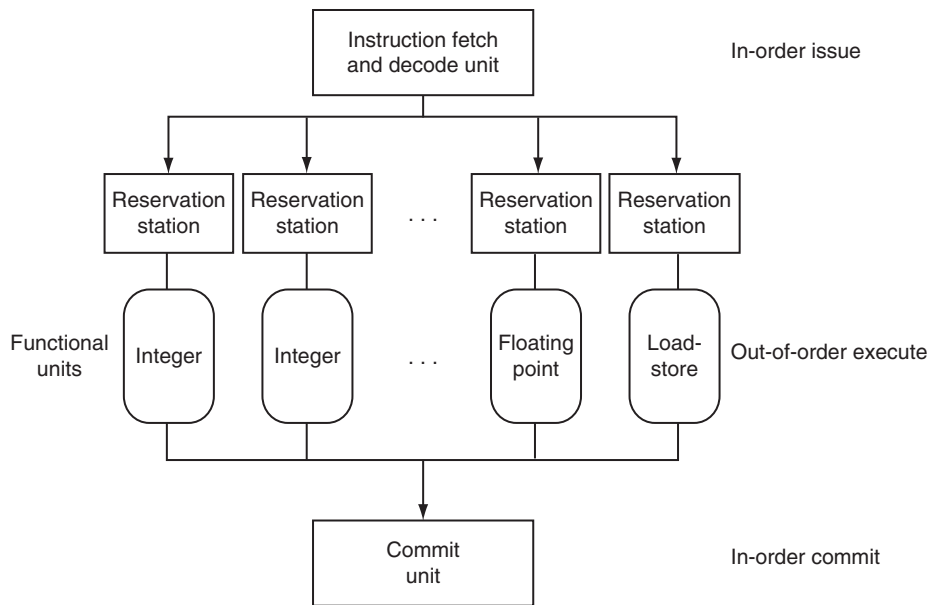 Instruction fetch
and decode unit
In-order issue
Reservation
station
Reservation
station
. . .
Reservation
station
Reservation
station
Functional
units
Integer
Integer
. . .
Floating
point
Load-
store
Out-of-order execute
Commit
unit
In-order commit